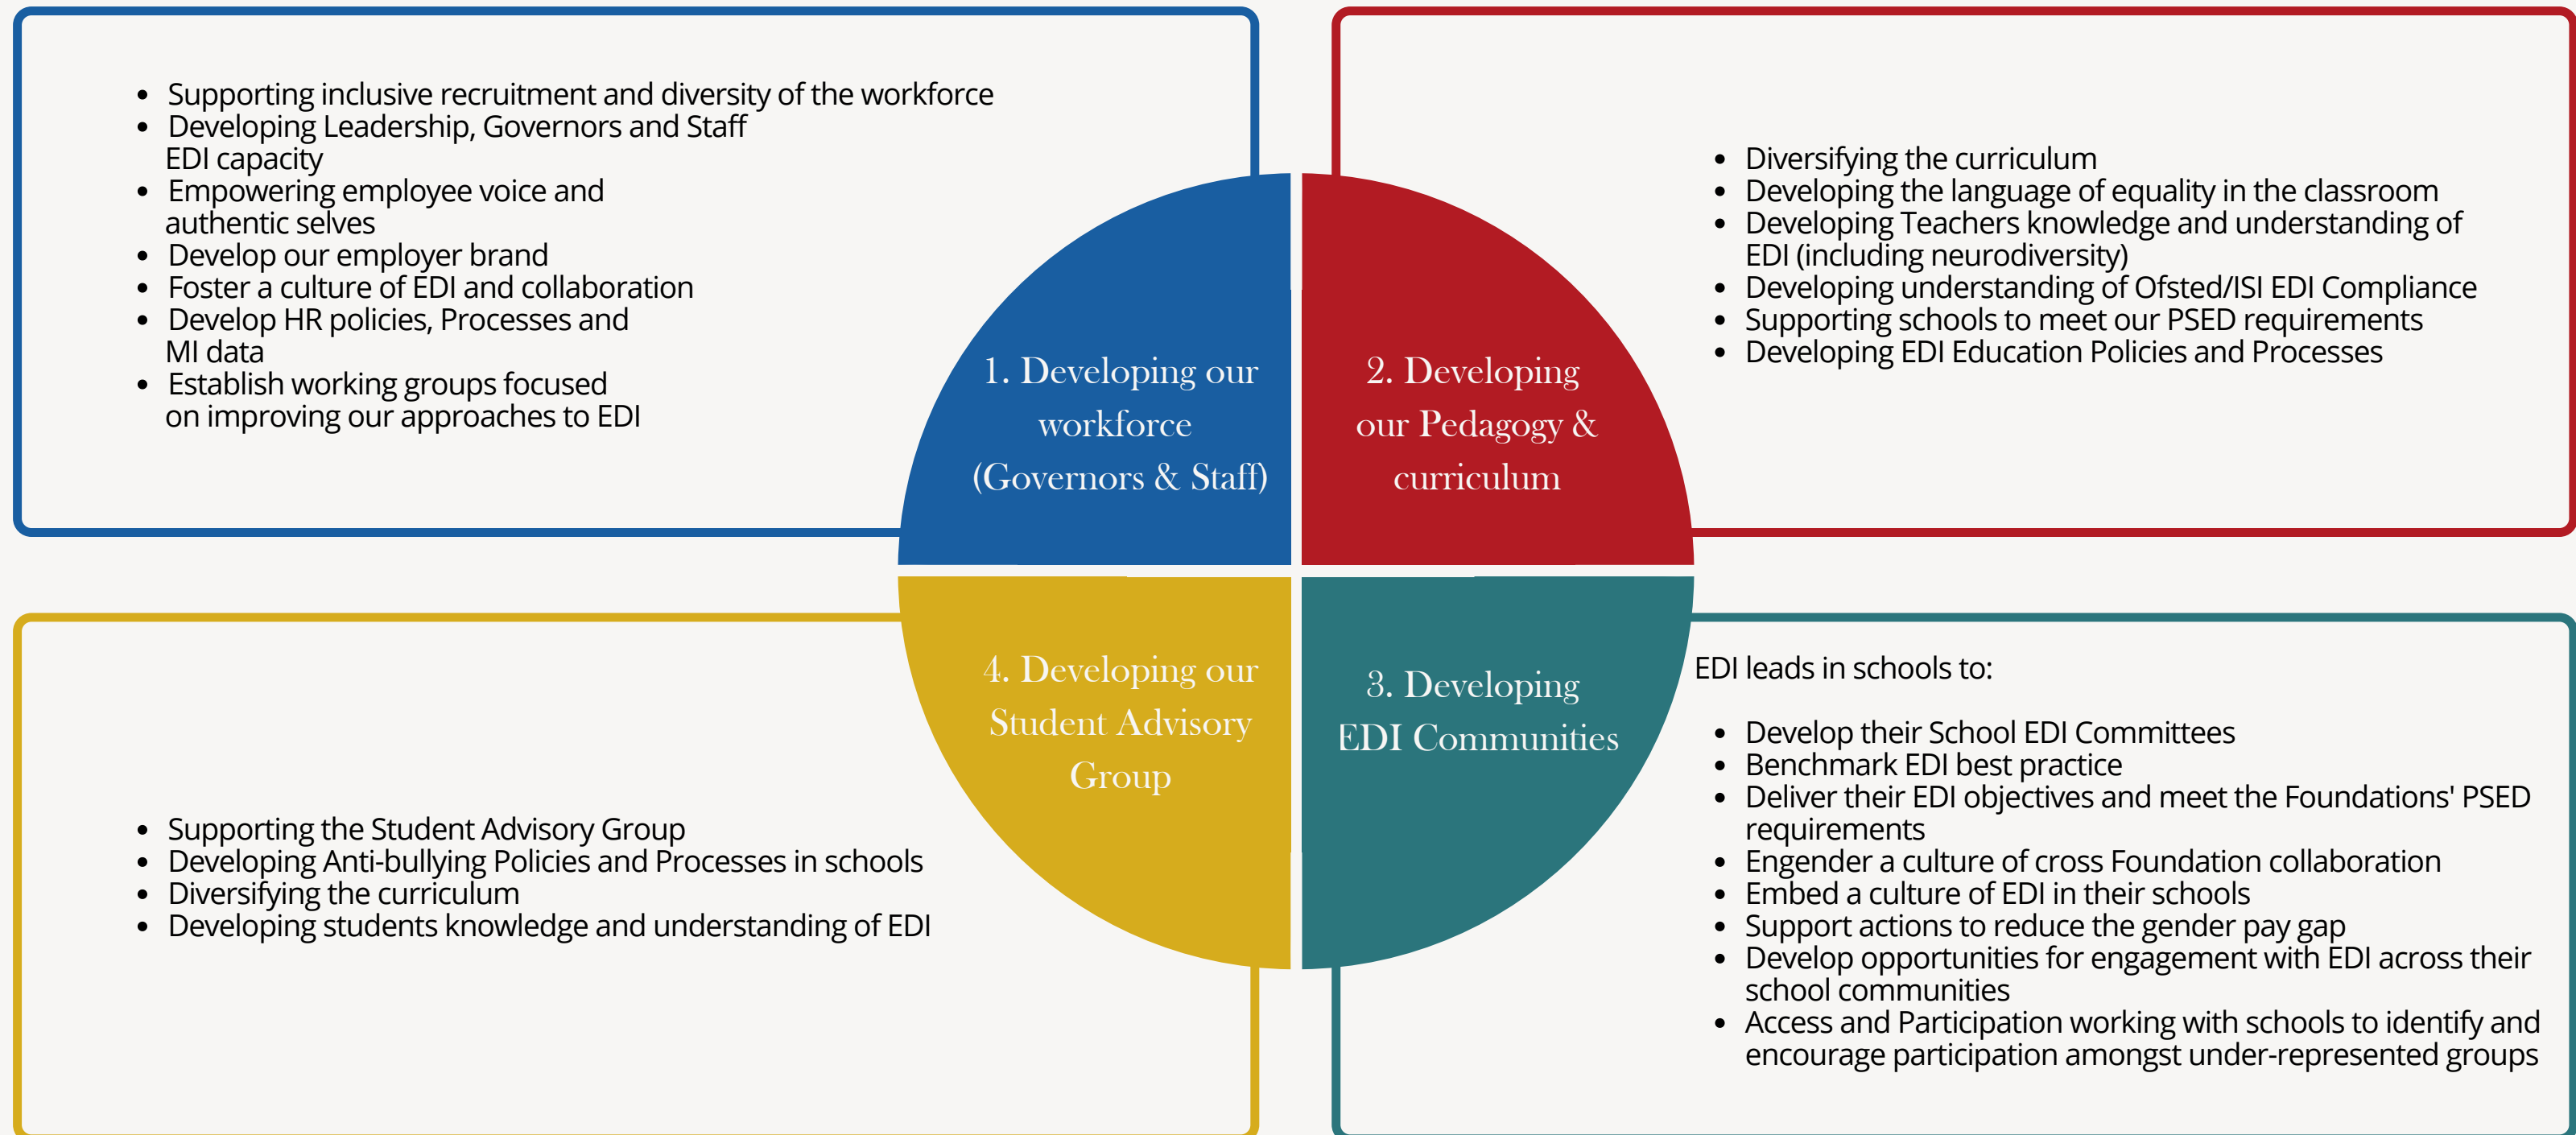 • Supporting inclusive recruitment and diversity of the workforce
• Developing Leadership, Governors and Staff
EDI capacity
• Empowering employee voice and
authentic selves
• Develop our employer brand
• Foster a culture of EDI and collaboration
• Develop HR policies, Processes and
MI data
• Establish working groups focused
on improving our approaches to EDI
1. Developing our
workforce
(Governors & Staff)
• Diversifying the curriculum
• Developing the language of equality in the classroom
• Developing Teachers knowledge and understanding of
EDI (including neurodiversity)
• Developing understanding of Ofsted/ISI EDI Compliance
• Supporting schools to meet our PSED requirements
• Developing EDI Education Policies and Processes
2. Developing
our Pedagogy &
curriculum
3. Developing
EDI Communities
EDI leads in schools to:
• Develop their School EDI Committees
• Benchmark EDI best practice
• Deliver their EDI objectives and meet the Foundations' PSED
requirements
• Engender a culture of cross Foundation collaboration
• Embed a culture of EDI in their schools
• Support actions to reduce the gender pay gap
• Develop opportunities for engagement with EDI across their
school communities
• Access and Participation working with schools to identify and
encourage participation amongst under-represented groups
4. Developing our
Student Advisory
Group
• Supporting the Student Advisory Group
• Developing Anti-bullying Policies and Processes in schools
• Diversifying the curriculum
• Developing students knowledge and understanding of EDI